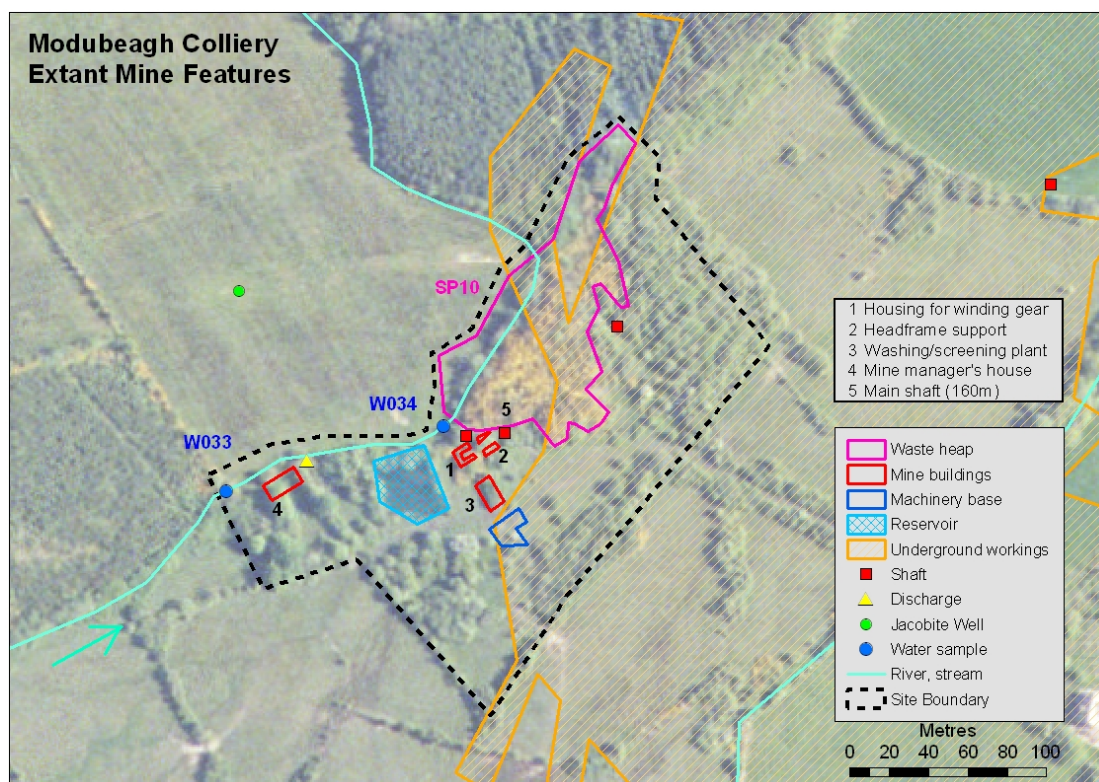 Modubeagh Colliery
Extant Mine Features
SP10
W034
W033
5
1
2
3
4
1 Housing for winding gear
2 Headframe support
3 Washing/screening plant
4 Mine manager's house
5 Main shaft (160m)
Waste heap
Mine buildings
Machinery base
Reservoir
Underground workings
Shaft
Discharge
Jacobite Well
Water sample
River, stream
Site Boundary
Metres
0 20 40 60 80 100